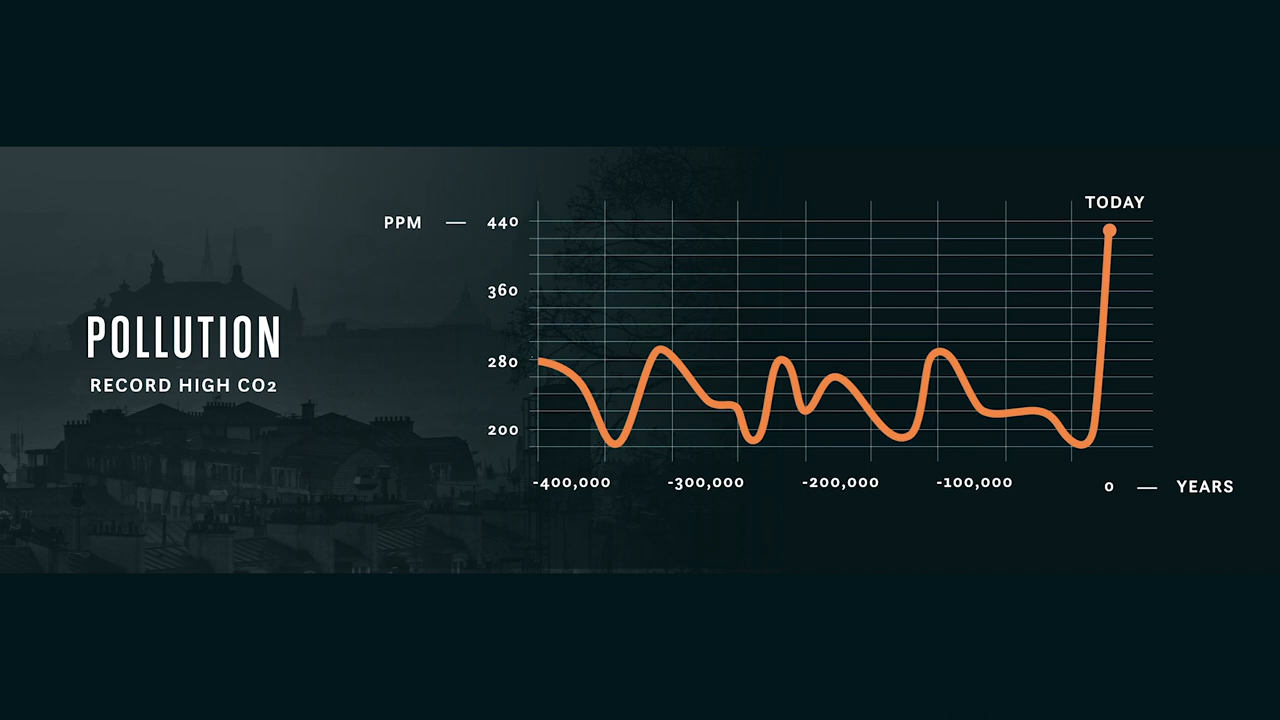 POLLUTION
RECORD HIGH CO2
TODAY
PPM — 440
360
280
200
-400,000 -300,000 -200,000 -100,000 0 — YEARS